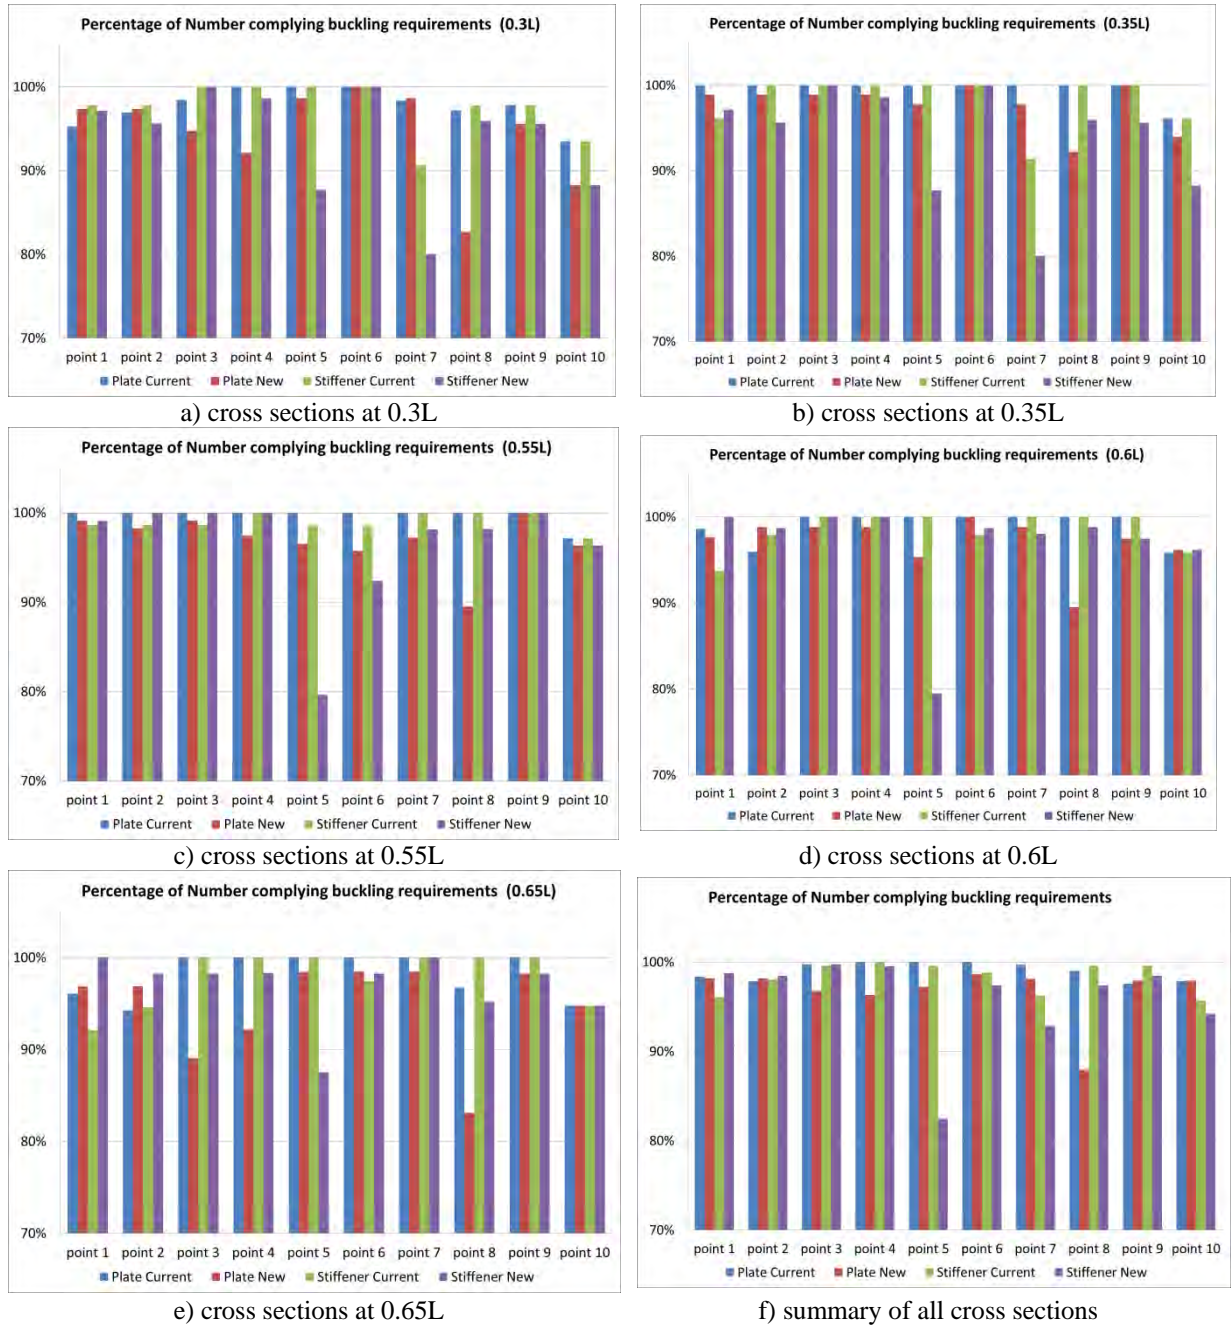 Percentage of Number complying buckling requirements (0.3L)
100%
90%
80%
70%
point 1 point 2 point 3 point 4 point 5 point 6 point 7 point 8 point 9 point 10
Plate Current Plate New Stiffener Current Stiffener New
a) cross sections at 0.3L
Percentage of Number complying buckling requirements (0.35L)
100%
90%
80%
70%
point 1 point 2 point 3 point 4 point 5 point 6 point 7 point 8 point 9 point 10
Plate Current Plate New Stiffener Current Stiffener New
b) cross sections at 0.35L
Percentage of Number complying buckling requirements (0.55L)
100%
90%
80%
70%
point 1 point 2 point 3 point 4 point 5 point 6 point 7 point 8 point 9 point 10
Plate Current Plate New Stiffener Current Stiffener New
c) cross sections at 0.55L
Percentage of Number complying buckling requirements (0.6L)
100%
90%
80%
70%
point 1 point 2 point 3 point 4 point 5 point 6 point 7 point 8 point 9 point 10
Plate Current Plate New Stiffener Current Stiffener New
d) cross sections at 0.6L
Percentage of Number complying buckling requirements (0.65L)
100%
90%
80%
70%
point 1 point 2 point 3 point 4 point 5 point 6 point 7 point 8 point 9 point 10
Plate Current Plate New Stiffener Current Stiffener New
e) cross sections at 0.65L
Percentage of Number complying buckling requirements
100%
90%
80%
70%
point 1 point 2 point 3 point 4 point 5 point 6 point 7 point 8 point 9 point 10
Plate Current Plate New Stiffener Current Stiffener New
f) summary of all cross sections